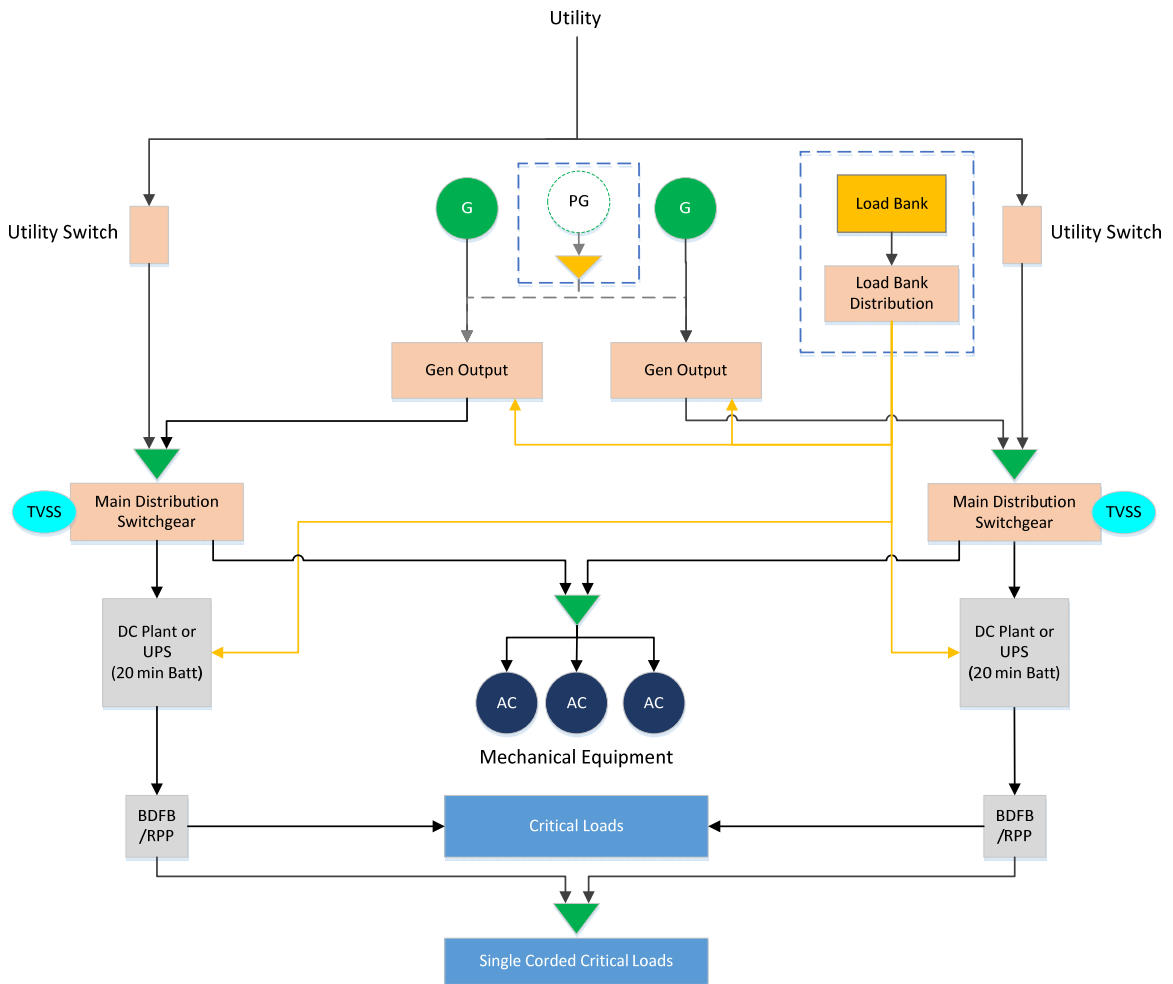 Utility
G
PG
G
Load Bank
Utility Switch
Utility Switch
Load Bank
Distribution
Gen Output
Gen Output
TVSS
Main Distribution
Switchgear
Main Distribution
Switchgear
TVSS
DC Plant or
UPS
(20 min Batt)
DC Plant or
UPS
(20 min Batt)
AC
AC
AC
Mechanical Equipment
BDFB
/RPP
Critical Loads
BDFB
/RPP
Single Corded Critical Loads